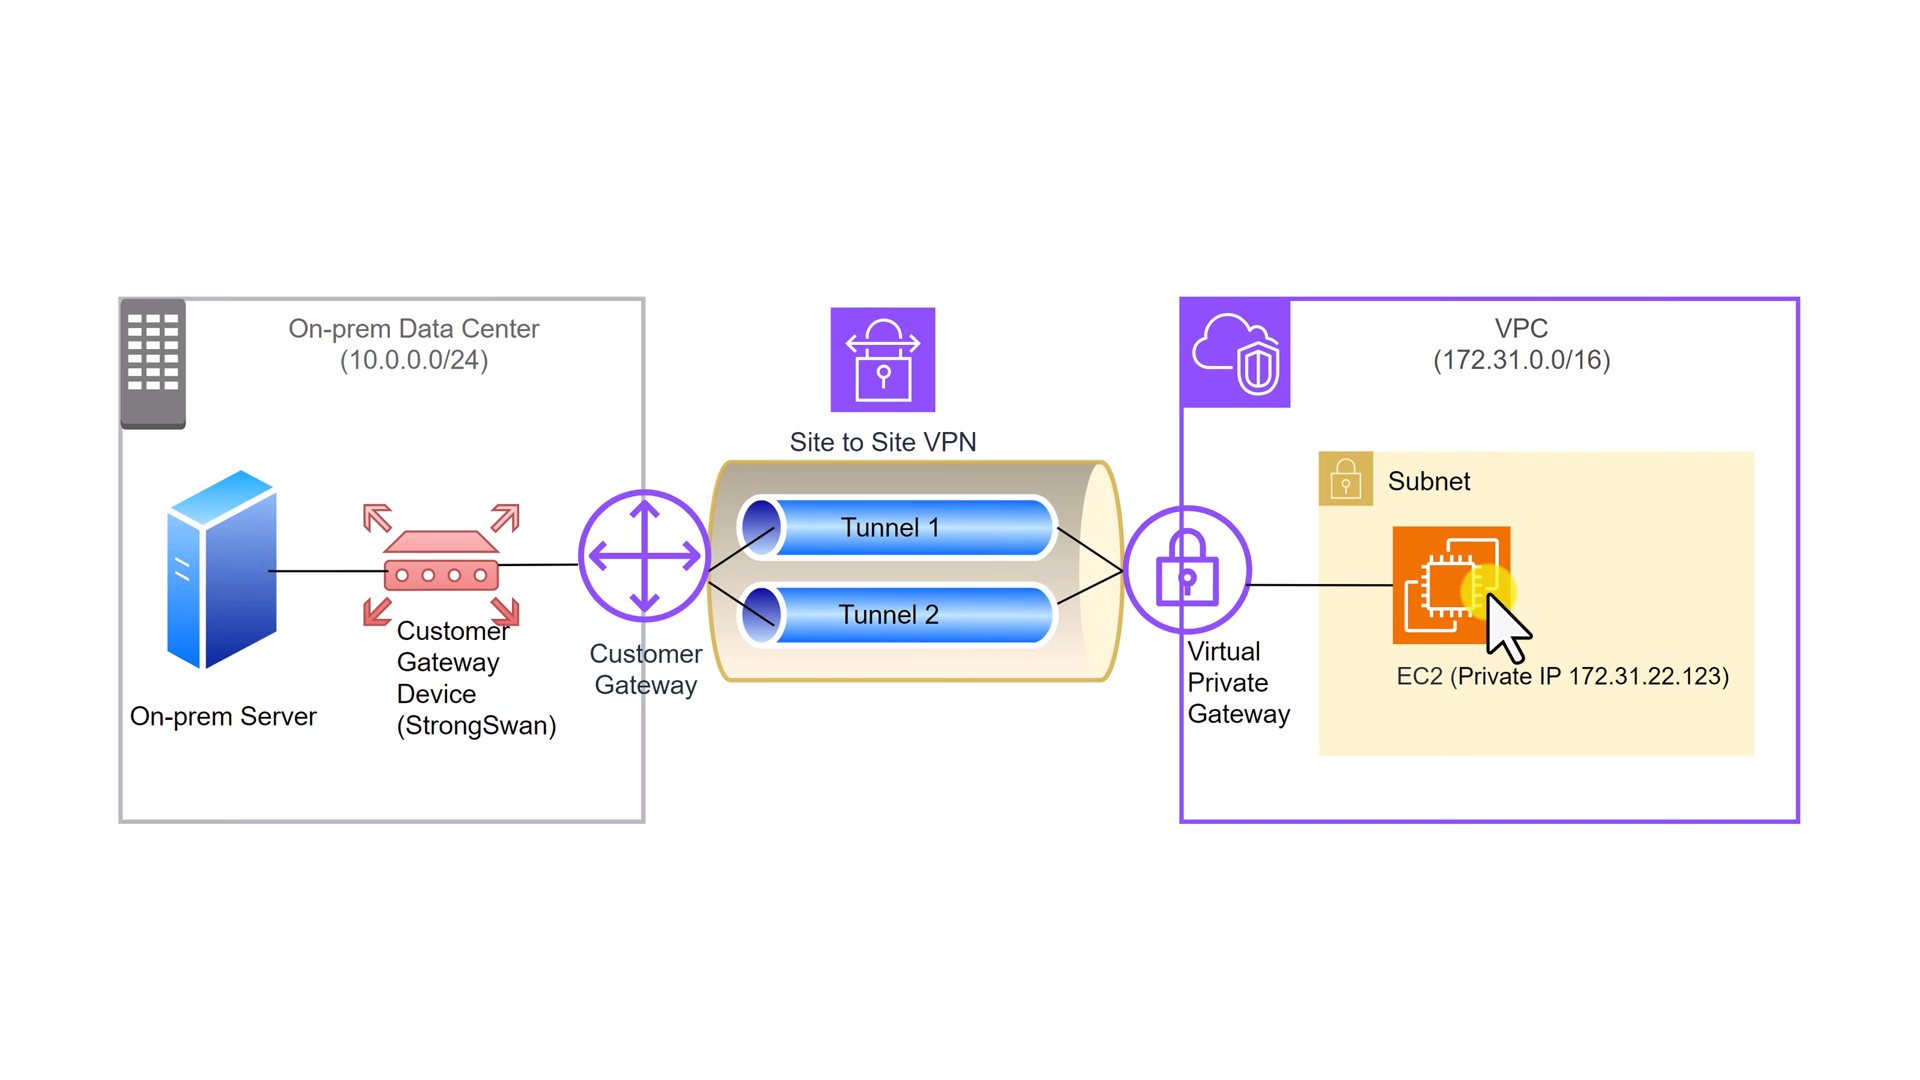 On-prem Data Center
(10.0.0.0/24)
On-prem Server
Customer
Gateway
Device
(StrongSwan)
Customer
Gateway
Site to Site VPN
Tunnel 1
Tunnel 2
Virtual
Private
Gateway
VPC
(172.31.0.0/16)
Subnet
EC2 (Private IP 172.31.22.123)